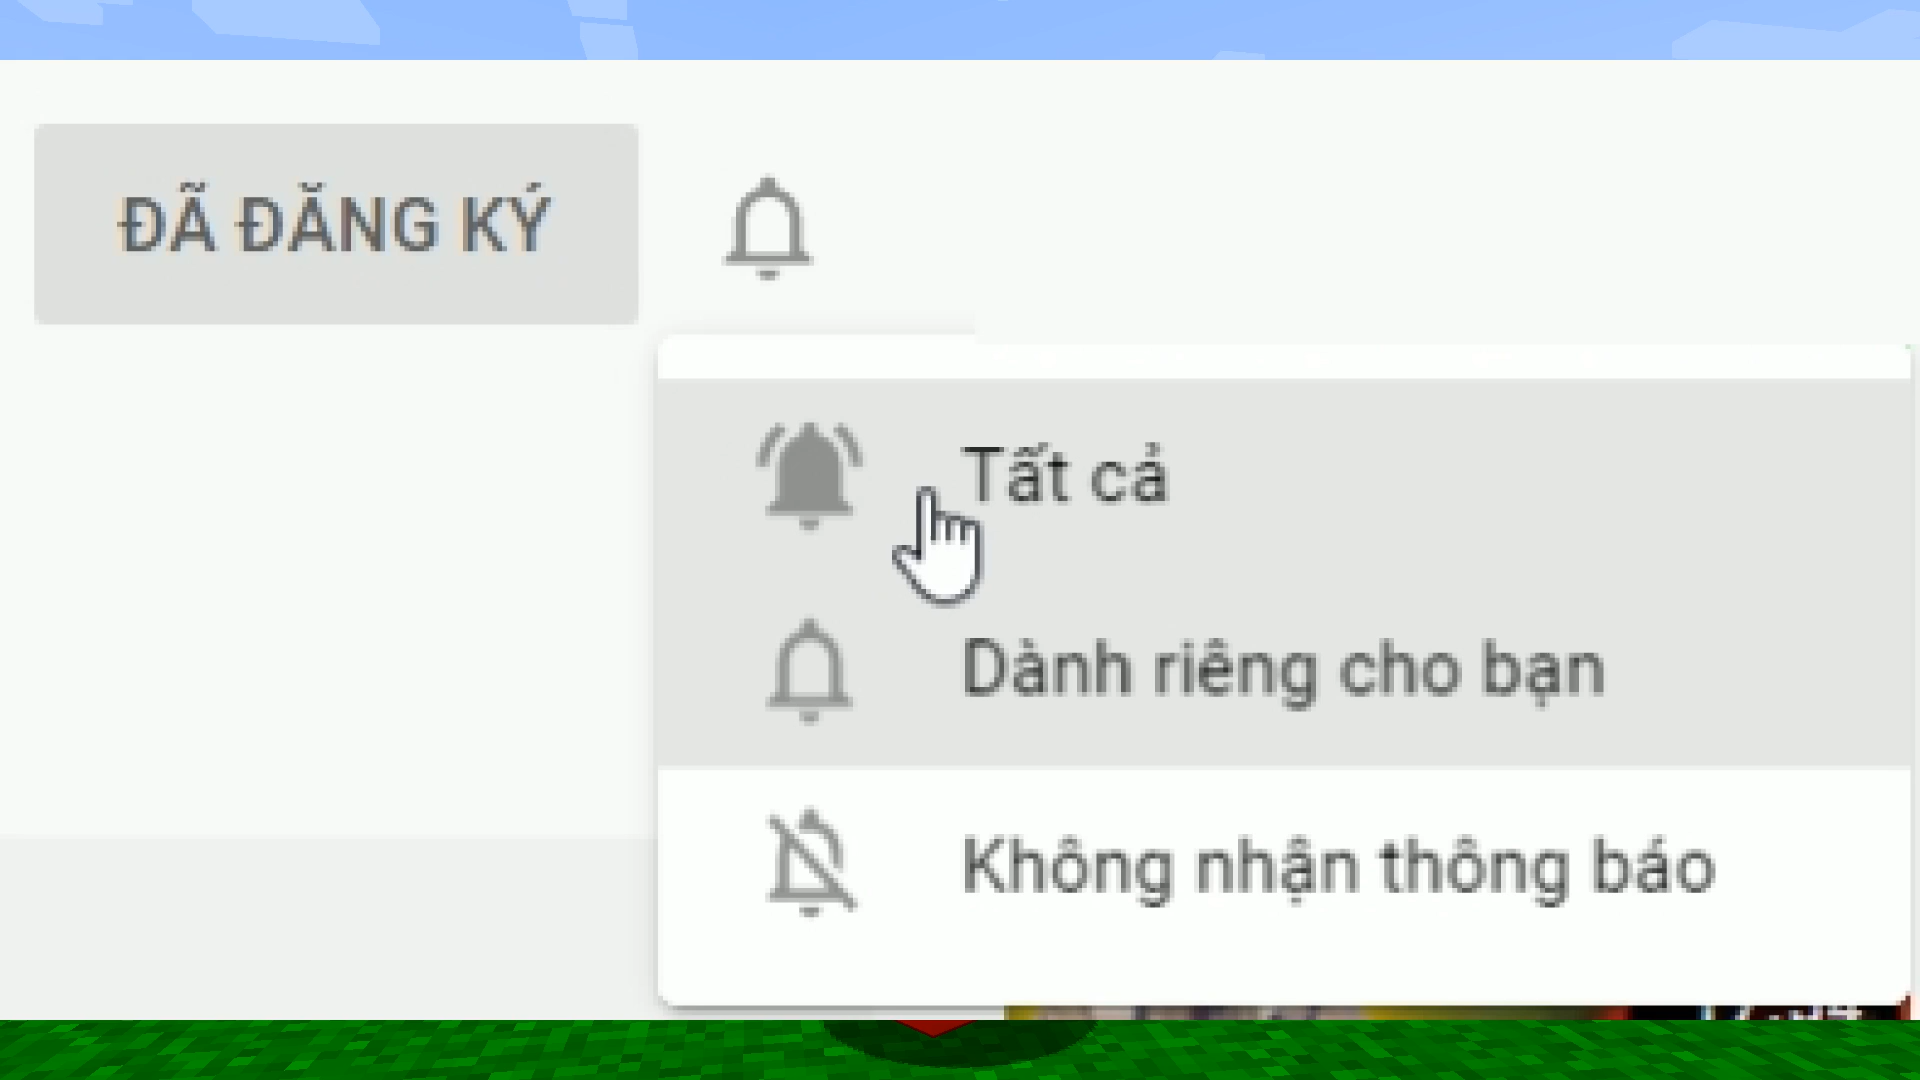 ĐÃ ĐĂNG KÝ
Tất cả
Dành riêng cho bạn
Không nhận thông báo